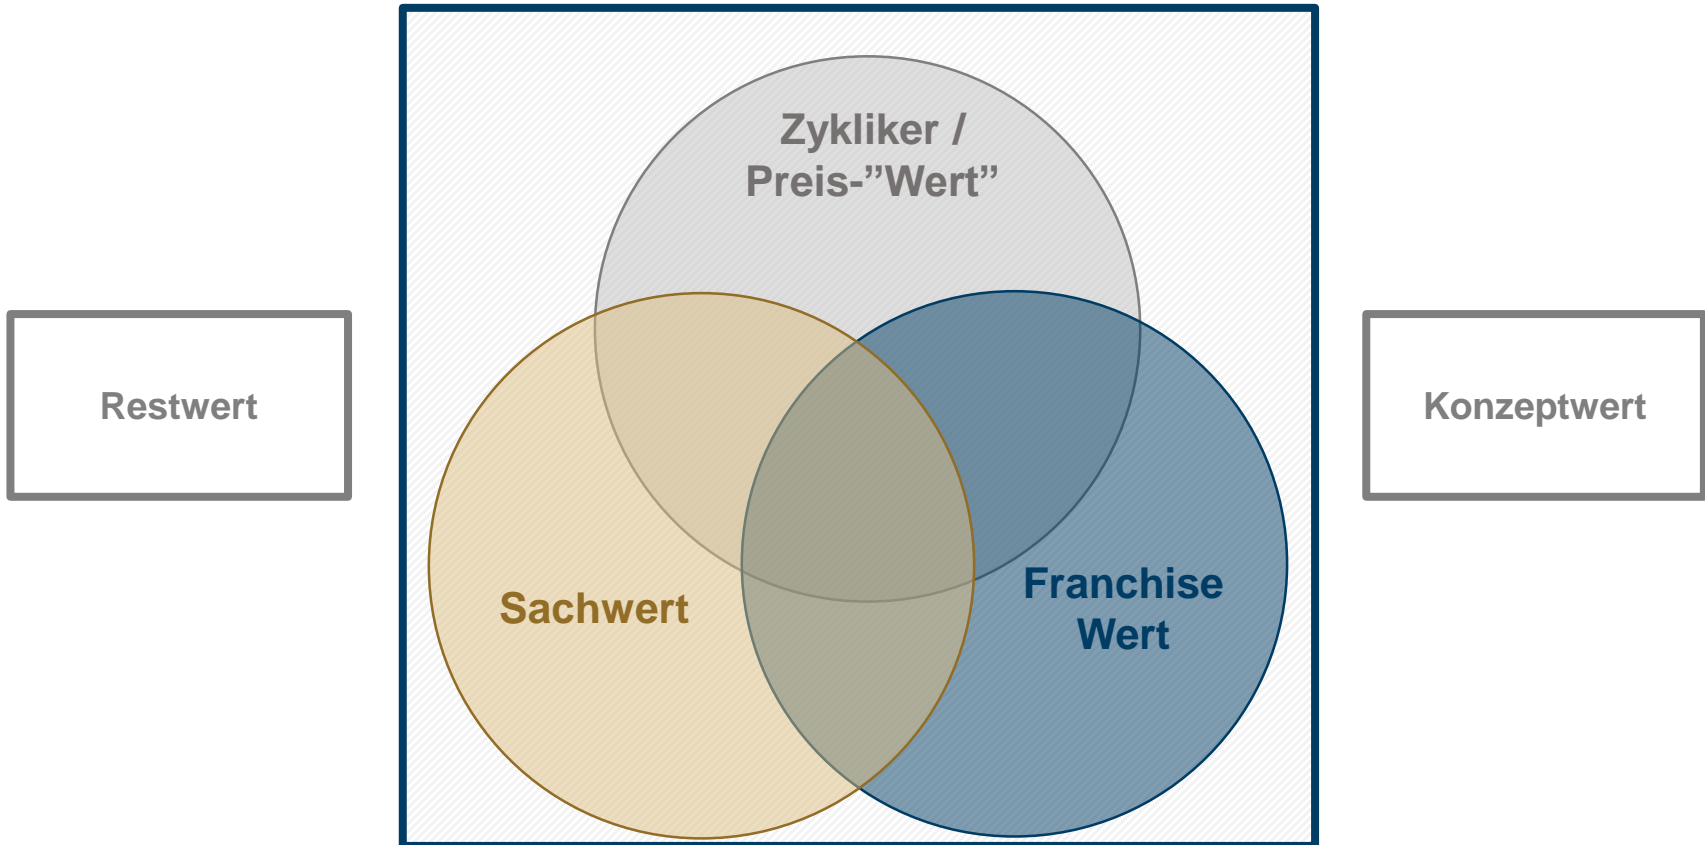 Zykliker /
Preis-”Wert”
Restwert
Konzeptwert
Sachwert
Franchise
Wert